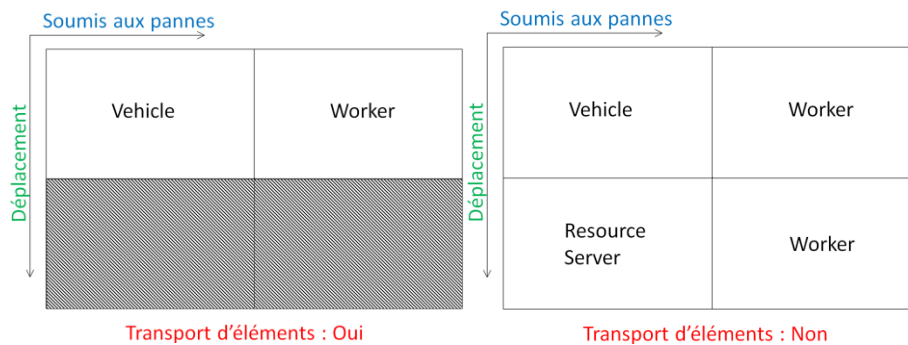 Soumis aux pannes
Déplacement
Vehicle
Worker
Transport d'éléments : Oui
Soumis aux pannes
Déplacement
Vehicle
Worker
Resource
Server
Worker
Transport d'éléments : Non